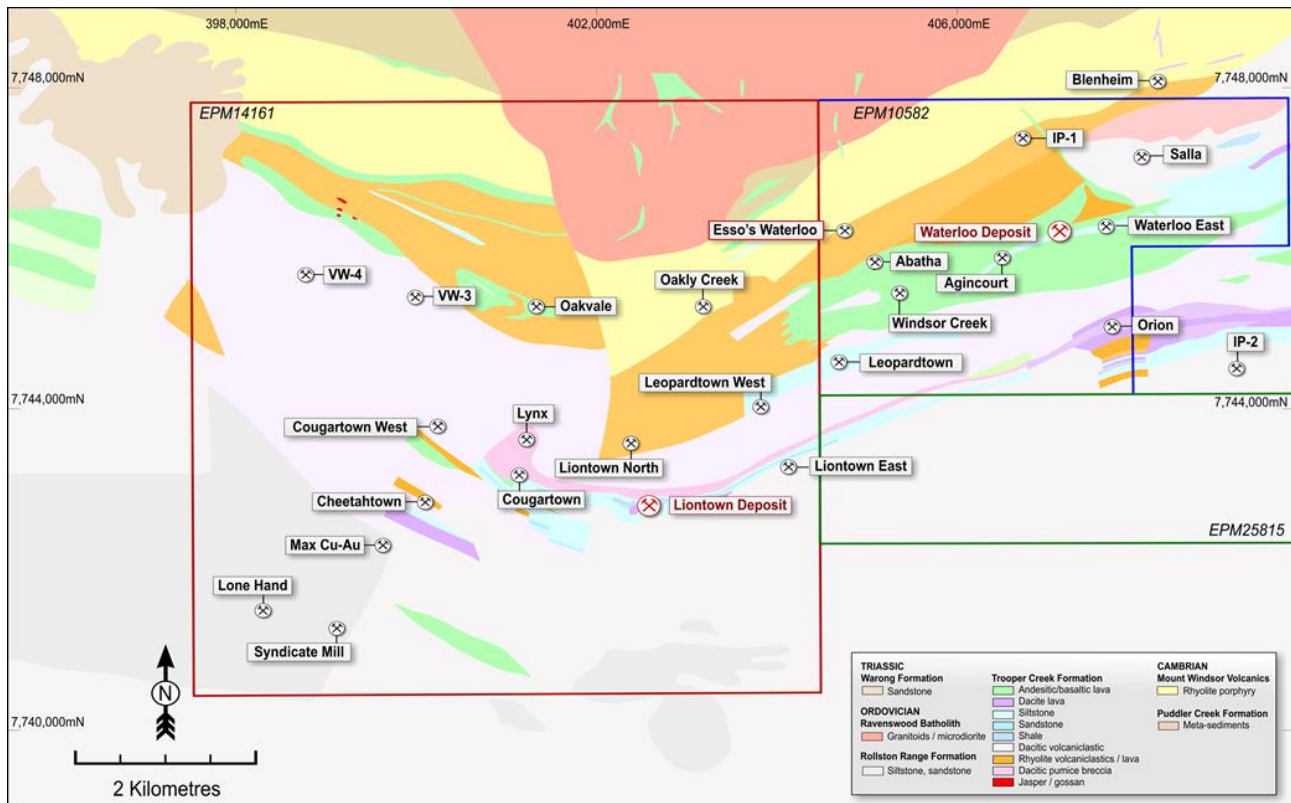 398,000mE
402,000mE
406,000mE
7,748,000mN
7,748,000mN
Blenheim
EPM14161
EPM10582
IP-1
Salla
Esso's Waterloo
Waterloo Deposit
Waterloo East
VW-4
Oakly Creek
Abatha
Agincourt
VW-3
Oakvale
Windsor Creek
Orion
IP-2
Leopardtown
Leopardtown West
7,744,000mN
7,744,000mN
Lynx
Cougartown West
Liontown North
Liontown East
Cheetahtown
Cougartown
Liontown Deposit
Max Cu-Au
EPM25815
Lone Hand
Syndicate Mill
N
7,740,000mN
2 Kilometres
TRIASSIC
Warong Formation
Sandstone
ORDOVICIAN
Ravenswood Batholith
Granitoids / microdiorite
Rollston Range Formation
Siltstone, sandstone
Trooper Creek Formation
Andesitic/basaltic lava
Dacite lava
Siltstone
Sandstone
Shale
Dacitic volcaniclastic
Rhyolite volcaniclastics / lava
Dacitic pumice breccia
Jasper / gossan
CAMBRIAN
Mount Windsor Volcanics
Rhyolite porphyry
Puddler Creek Formation
Meta-sediments